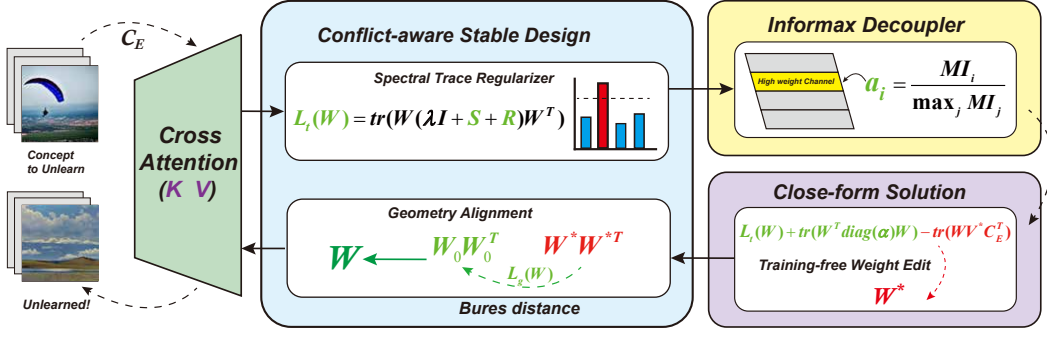 C_E
Concept
to Unlearn
Unlearned!
Cross
Attention
(K V)
Conflict-aware Stable Design
Spectral Trace Regularizer
L_t(W) = tr(W(λI + S + R)W^T)
Geometry Alignment
W ← W_0 W_0^T W^* W^{*T}
L_g(W)
Bures distance
Informax Decoupler
High weight Channel
a_i = MI_i / max_j MI_j
Close-form Solution
L_t(W) + tr(W^T diag(α)W) − tr(WV^* C_E^T)
Training-free Weight Edit
W^*